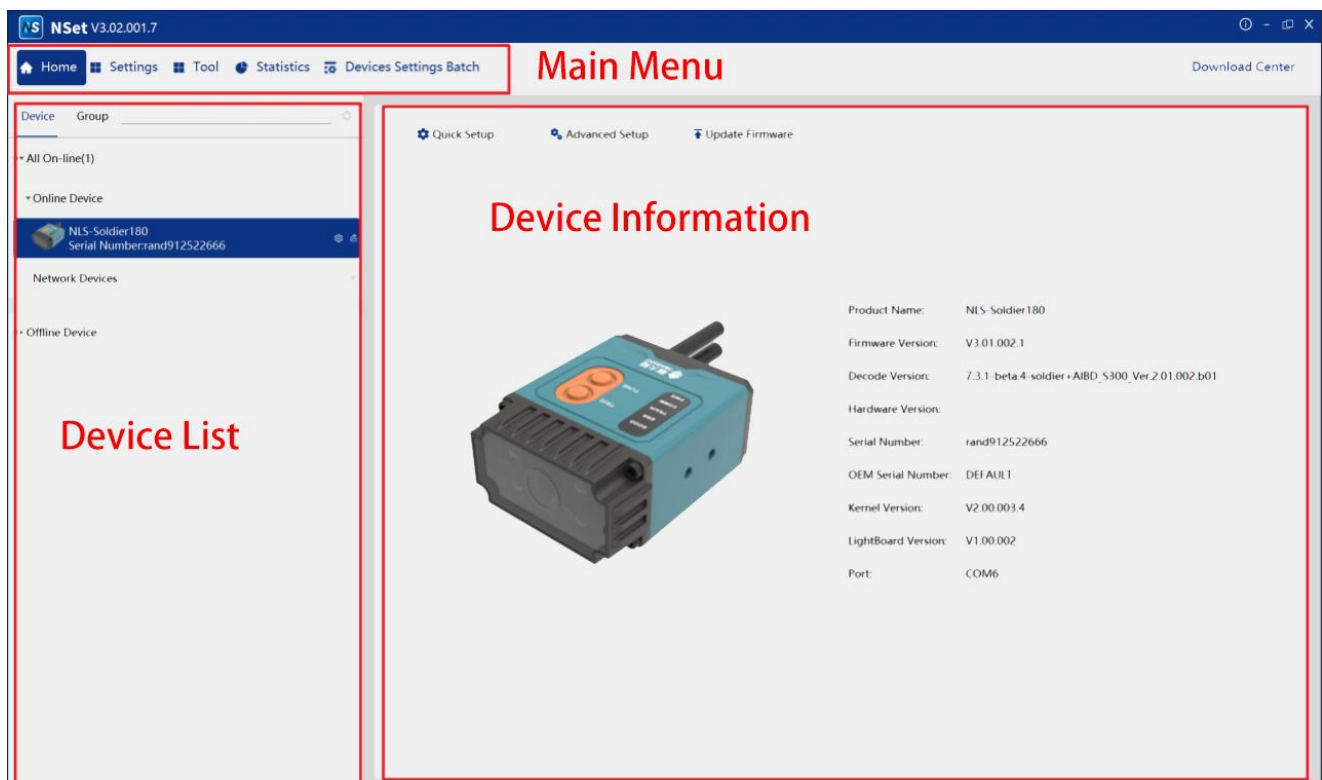 NS NSet V3.02.001.7
Home Settings Tool Statistics Devices Settings Batch
Main Menu
Download Center
Device Group
All On-line(1)
Online Device
NLS-Soldier180
Serial Number:rand912522666
Network Devices
Offline Device
Device List
Quick Setup Advanced Setup Update Firmware
Device Information
TUNE
TRIG
Product Name: NLS-Soldier180
Firmware Version: V3.01.002.1
Decode Version: 7.3.1-beta.4-soldier+AIBD_S300_Ver.2.01.002.b01
Hardware Version:
Serial Number: rand912522666
OEM Serial Number: DEFAULT
Kernel Version: V2.00.003.4
LightBoard Version: V1.00.002
Port: COM6